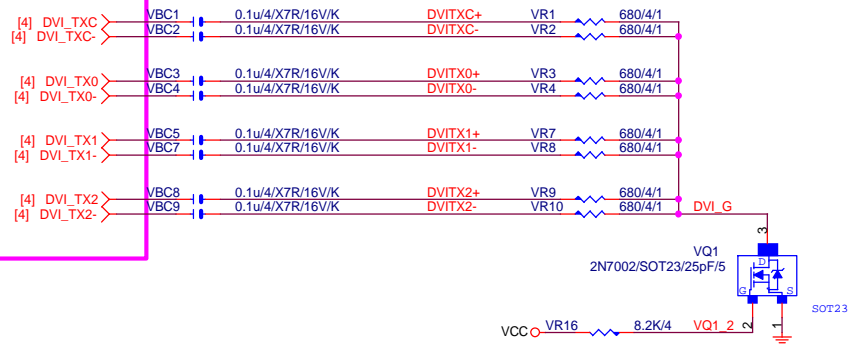 [4] DVI_TXC VBC1 0.1u/4/X7R/16V/K DVITXC+ VR1 680/4/1
[4] DVI_TXC- VBC2 0.1u/4/X7R/16V/K DVITXC- VR2 680/4/1
[4] DVI_TX0 VBC3 0.1u/4/X7R/16V/K DVITX0+ VR3 680/4/1
[4] DVI_TX0- VBC4 0.1u/4/X7R/16V/K DVITX0- VR4 680/4/1
[4] DVI_TX1 VBC5 0.1u/4/X7R/16V/K DVITX1+ VR7 680/4/1
[4] DVI_TX1- VBC7 0.1u/4/X7R/16V/K DVITX1- VR8 680/4/1
[4] DVI_TX2 VBC8 0.1u/4/X7R/16V/K DVITX2+ VR9 680/4/1
[4] DVI_TX2- VBC9 0.1u/4/X7R/16V/K DVITX2- VR10 680/4/1 DVI_G
3
VQ1
2N7002/SOT23/25pF/5
D
G S
SOT23
VCC VR16 8.2K/4 VQ1_2 2 1